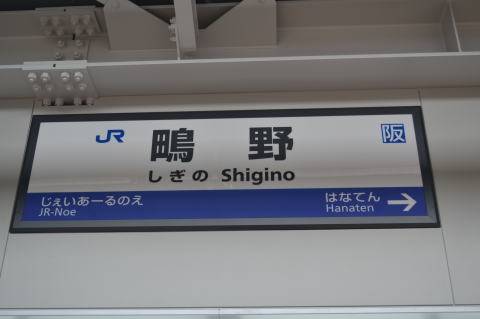 JR 鴫野 阪
しぎの Shigino
じぇいあーるのえ はなてん
JR-Noe Hanaten